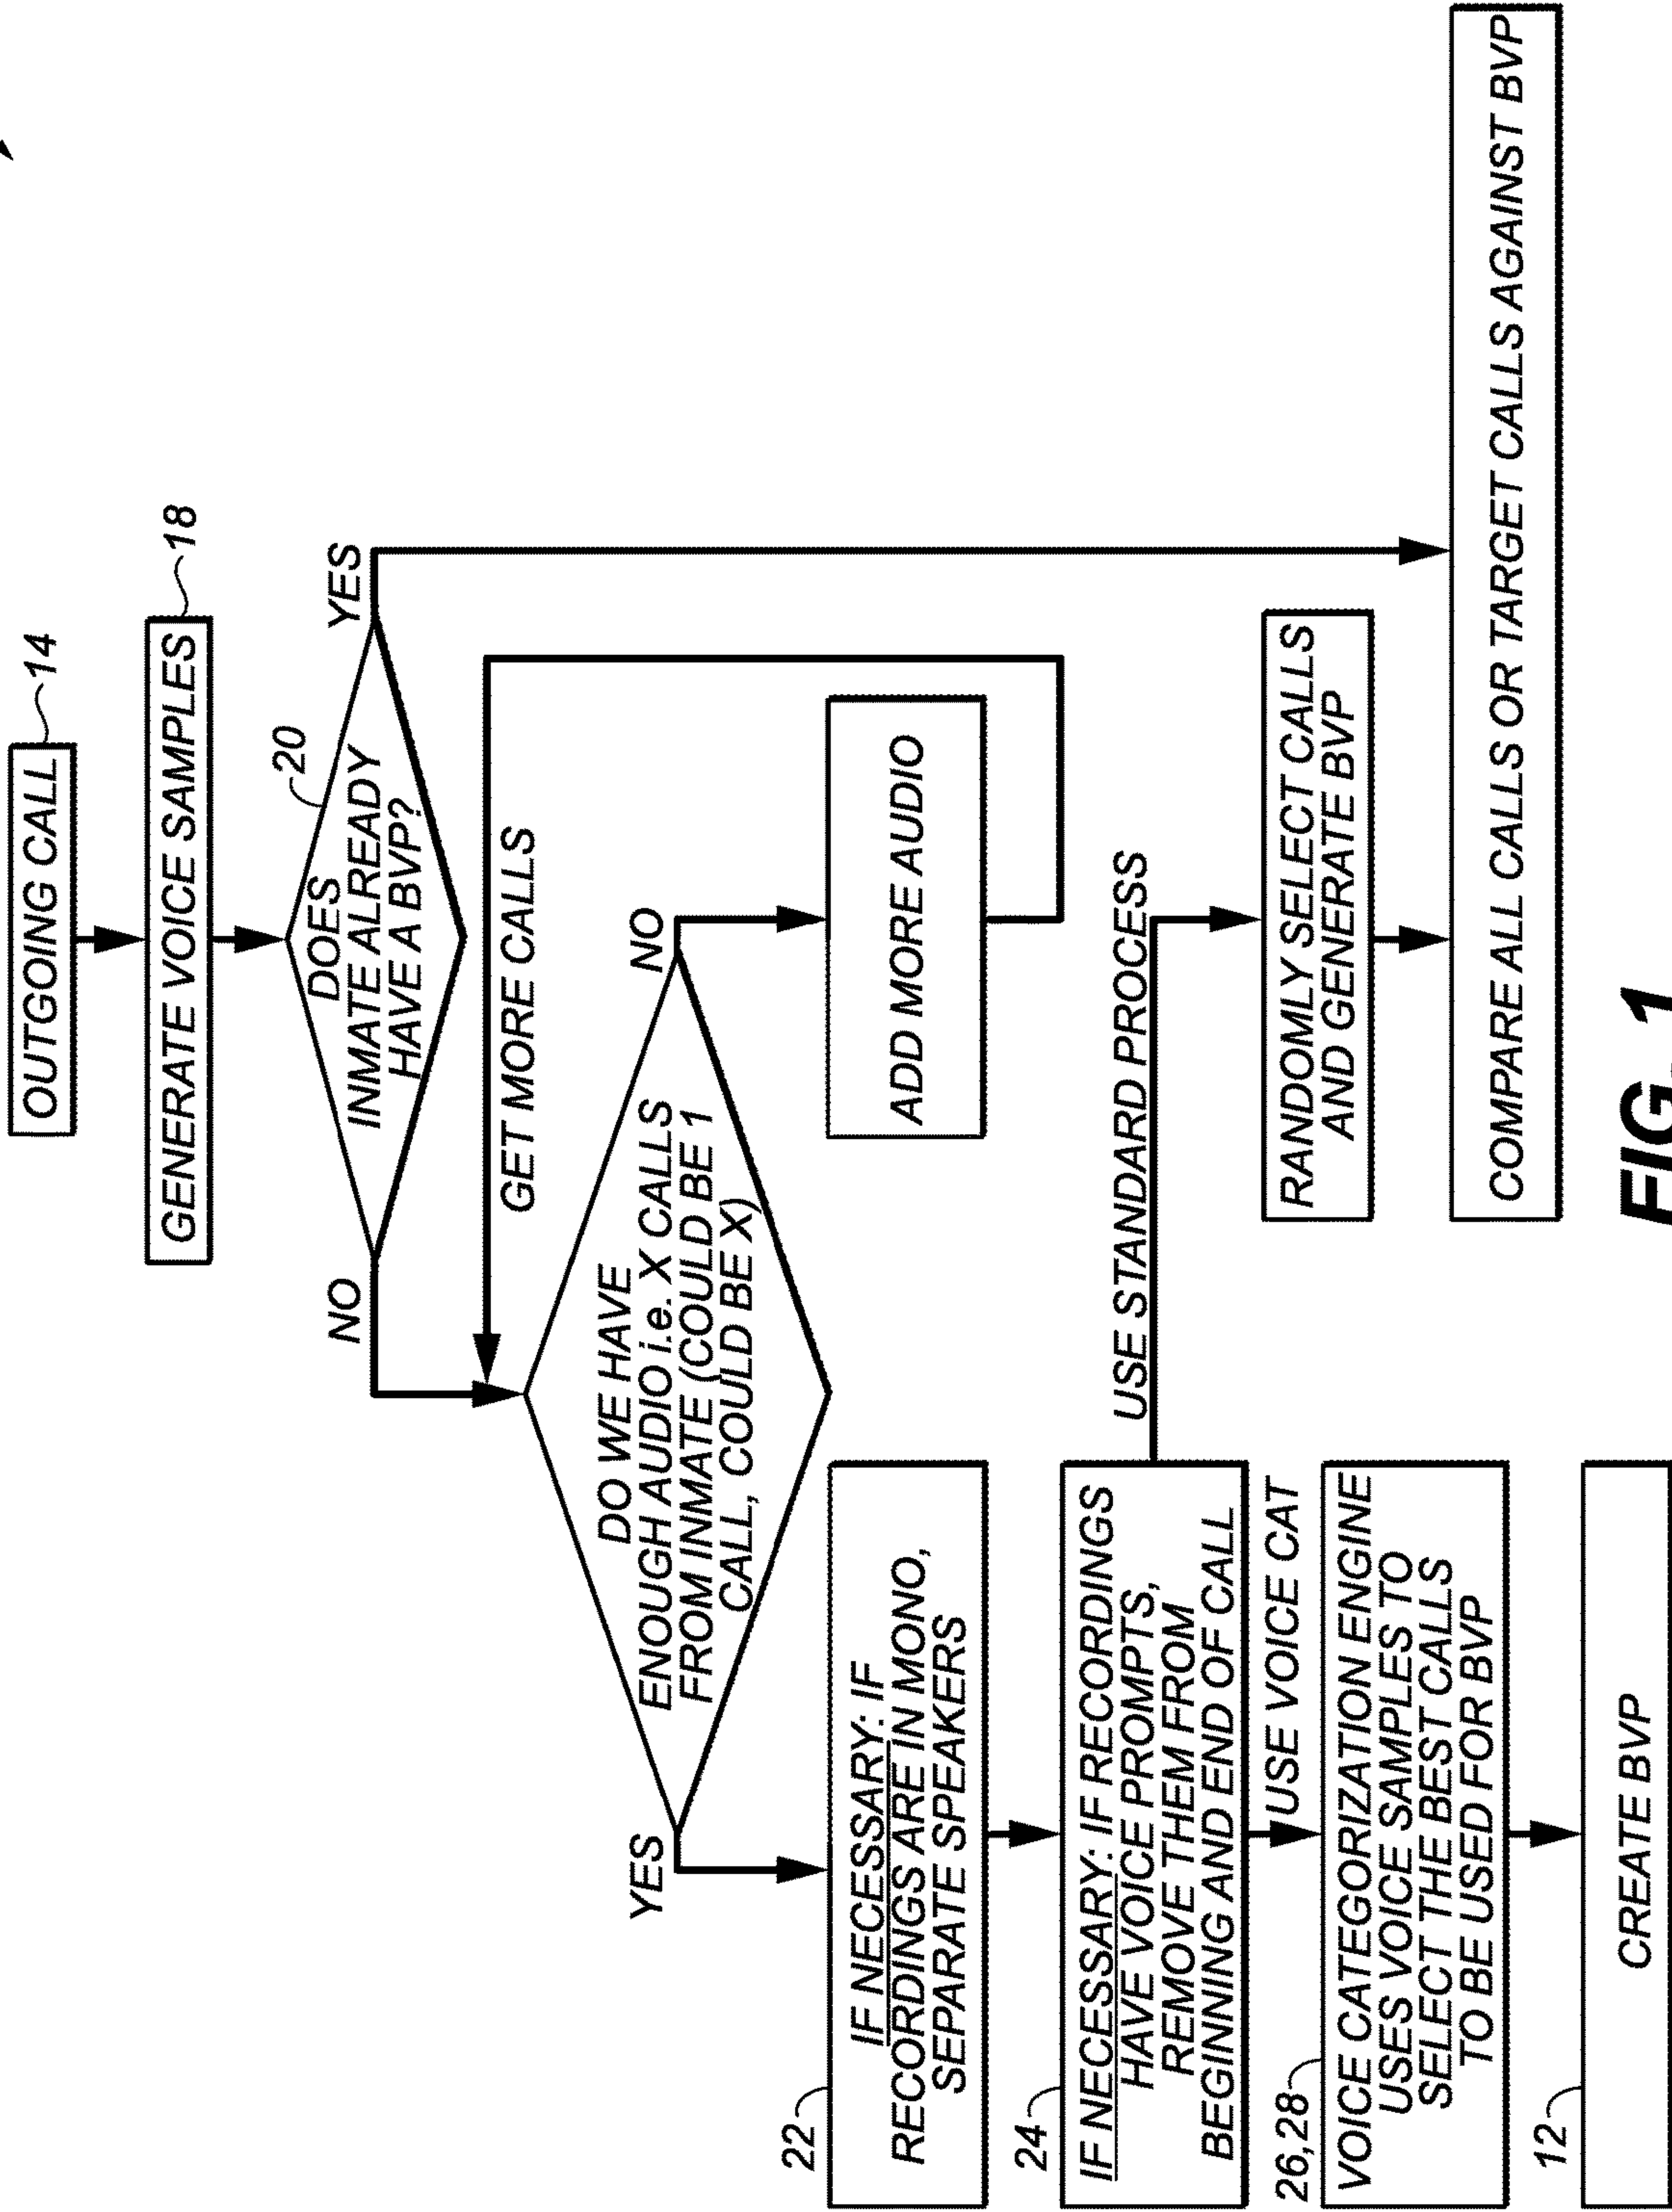 OUTGOING CALL
14
GENERATE VOICE SAMPLES
18
20
DOES
INMATE ALREADY
HAVE A BVP?
NO
YES
GET MORE CALLS
DO WE HAVE
ENOUGH AUDIO i.e. X CALLS
FROM INMATE (COULD BE 1
CALL, COULD BE X)
YES
NO
22
IF NECESSARY: IF
RECORDINGS ARE IN MONO,
SEPARATE SPEAKERS
ADD MORE AUDIO
24
IF NECESSARY: IF RECORDINGS
HAVE VOICE PROMPTS,
REMOVE THEM FROM
BEGINNING AND END OF CALL
USE STANDARD PROCESS
USE VOICE CAT
RANDOMLY SELECT CALLS
AND GENERATE BVP
26,28
VOICE CATEGORIZATION ENGINE
USES VOICE SAMPLES TO
SELECT THE BEST CALLS
TO BE USED FOR BVP
COMPARE ALL CALLS OR TARGET CALLS AGAINST BVP
12
CREATE BVP
FIG. 1